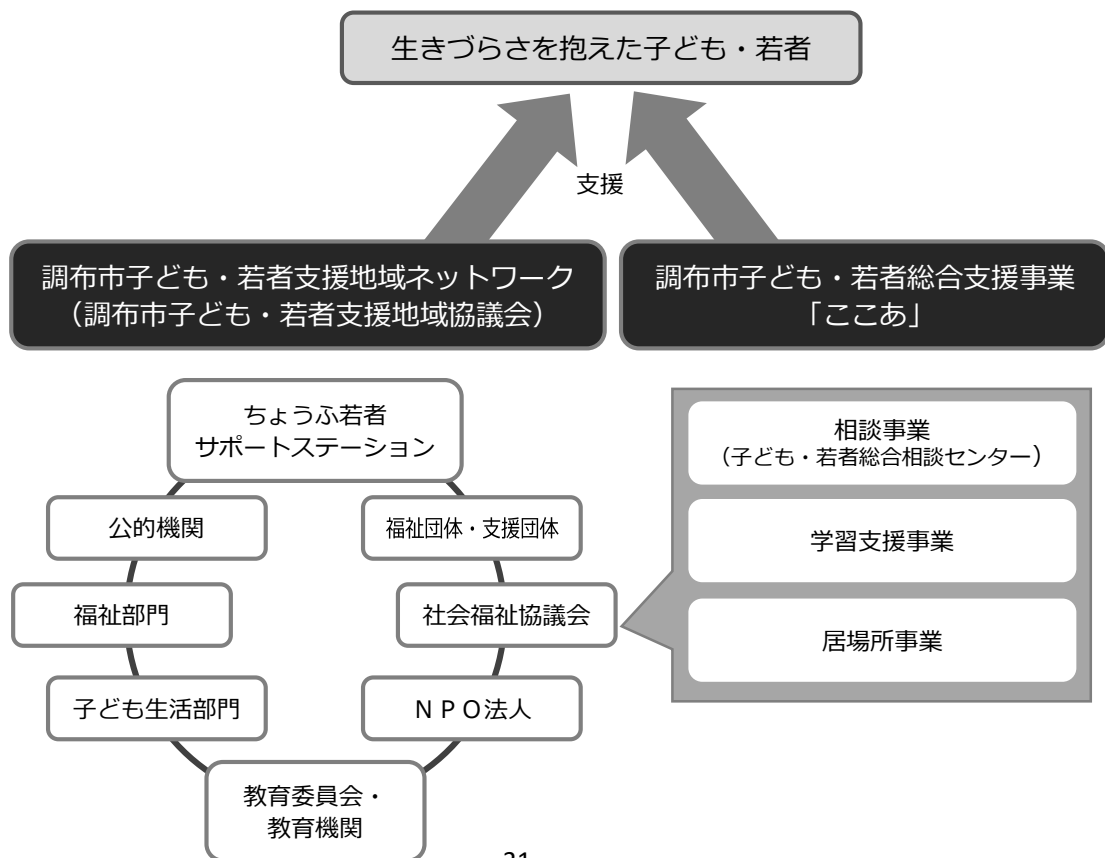 生きづらさを抱えた子ども・若者
支援
調布市子ども・若者支援地域ネットワーク
（調布市子ども・若者支援地域協議会）
調布市子ども・若者総合支援事業
「ここあ」
ちょうふ若者
サポートステーション
公的機関
福祉団体・支援団体
福祉部門
社会福祉協議会
子ども生活部門
ＮＰＯ法人
教育委員会・
教育機関
相談事業
（子ども・若者総合相談センター）
学習支援事業
居場所事業